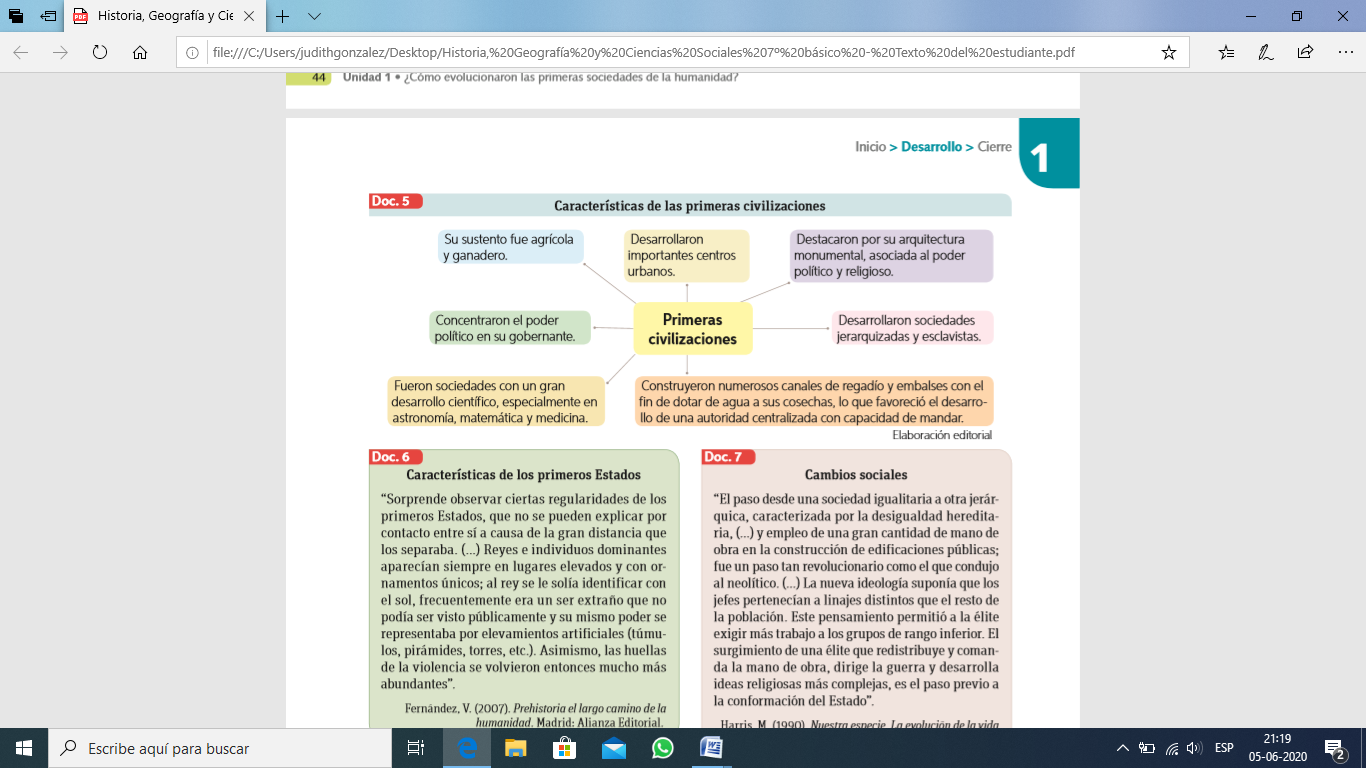 Historia, Geografía y Cie
file:///C:/Users/judithgonzalez/Desktop/Historia,%20Geografía%20y%20Ciencias%20Sociales%207º%20básico%20-%20Texto%20del%20estudiante.pdf
44 Unidad 1 • ¿Cómo evolucionaron las primeras sociedades de la humanidad?
Inicio > Desarrollo > Cierre
1
Doc. 5
Características de las primeras civilizaciones
Su sustento fue agrícola
y ganadero.
Desarrollaron
importantes centros
urbanos.
Destacaron por su arquitectura
monumental, asociada al poder
político y religioso.
Concentraron el poder
político en su gobernante.
Primeras
civilizaciones
Desarrollaron sociedades
jerarquizadas y esclavistas.
Fueron sociedades con un gran
desarrollo científico, especialmente en
astronomía, matemática y medicina.
Construyeron numerosos canales de regadío y embalses con el
fin de dotar de agua a sus cosechas, lo que favoreció el desarro-
llo de una autoridad centralizada con capacidad de mandar.
Elaboración editorial
Doc. 6
Características de los primeros Estados
“Sorprende observar ciertas regularidades de los
primeros Estados, que no se pueden explicar por
contacto entre sí a causa de la gran distancia que
los separaba. (...) Reyes e individuos dominantes
aparecían siempre en lugares elevados y con or-
namentos únicos; al rey se le solía identificar con
el sol, frecuentemente era un ser extraño que no
podía ser visto públicamente y su mismo poder se
representaba por elevamientos artificiales (túmu-
los, pirámides, torres, etc.). Asimismo, las huellas
de la violencia se volvieron entonces mucho más
abundantes”.
Fernández, V. (2007). Prehistoria el largo camino de la
humanidad. Madrid: Alianza Editorial.
Doc. 7
Cambios sociales
“El paso desde una sociedad igualitaria a otra jerár-
quica, caracterizada por la desigualdad heredita-
ria, (...) y empleo de una gran cantidad de mano de
obra en la construcción de edificaciones públicas;
fue un paso tan revolucionario como el que condujo
al neolítico. (...) La nueva ideología suponía que los
jefes pertenecían a linajes distintos que el resto de
la población. Este pensamiento permitió a la élite
exigir más trabajo a los grupos de rango inferior. El
surgimiento de una élite que redistribuye y coman-
da la mano de obra, dirige la guerra y desarrolla
ideas religiosas más complejas, es el paso previo a
la conformación del Estado”.
Harris, M. (1990). Nuestra especie. La evolución de la vida
Escribe aquí para buscar
ESP
21:19
05-06-2020
2